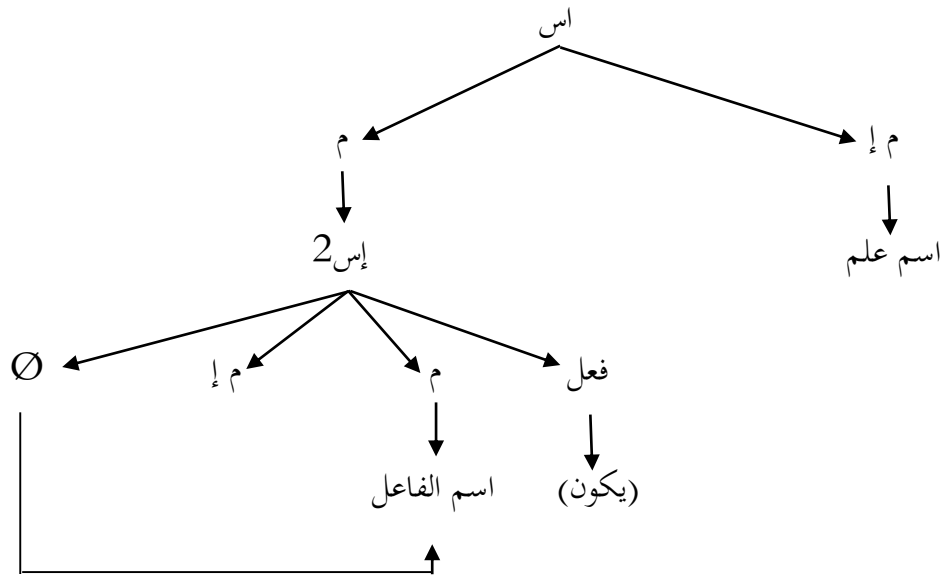 اس
م إ م
اسم علم إس2
فعل م م إ Ø
(يكون) اسم الفاعل